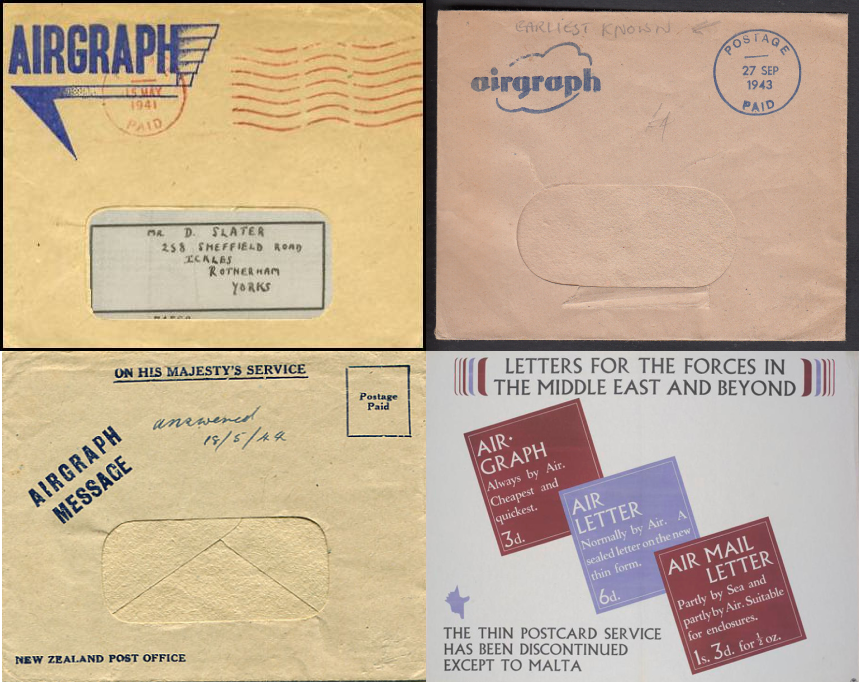 AIRGRAPH
15 MAY
1941
PAID
Mr D. SLATER
258 SHEFFIELD ROAD
ICKLES
ROTHERHAM
YORKS
EARLIEST KNOWN
airgraph
POSTAGE
27 SEP
1943
PAID
ON HIS MAJESTY'S SERVICE
Postage
Paid
answered
18/5/44
AIRGRAPH
MESSAGE
NEW ZEALAND POST OFFICE
LETTERS FOR THE FORCES IN
THE MIDDLE EAST AND BEYOND
AIR-
GRAPH
Always by Air.
Cheapest and
quickest.
3d.
AIR
LETTER
Normally by Air. A
sealed letter on the new
thin form.
6d.
AIR MAIL
LETTER
Partly by Sea and
partly by Air. Suitable
for enclosures.
1s. 3d. for ½ oz.
THE THIN POSTCARD SERVICE
HAS BEEN DISCONTINUED
EXCEPT TO MALTA